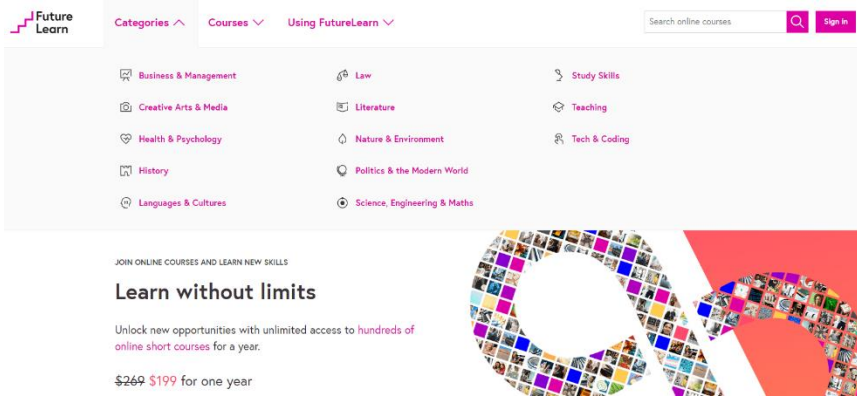 Future
Learn
Categories
Courses
Using FutureLearn
Search online courses
Sign in
Business & Management
Creative Arts & Media
Health & Psychology
History
Languages & Cultures
Law
Literature
Nature & Environment
Politics & the Modern World
Science, Engineering & Maths
Study Skills
Teaching
Tech & Coding
JOIN ONLINE COURSES AND LEARN NEW SKILLS
Learn without limits
Unlock new opportunities with unlimited access to hundreds of
online short courses for a year.
$269 $199 for one year